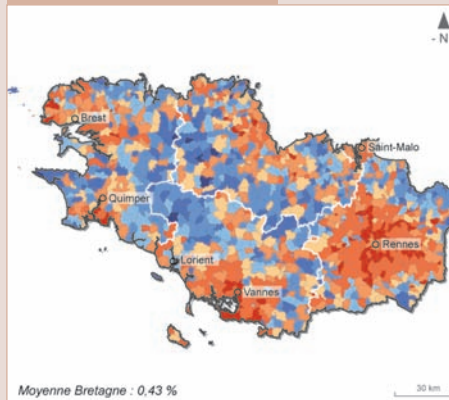 - N
Brest
Saint-Malo
Quimper
Rennes
Lorient
Vannes
Moyenne Bretagne : 0,43 %
30 km